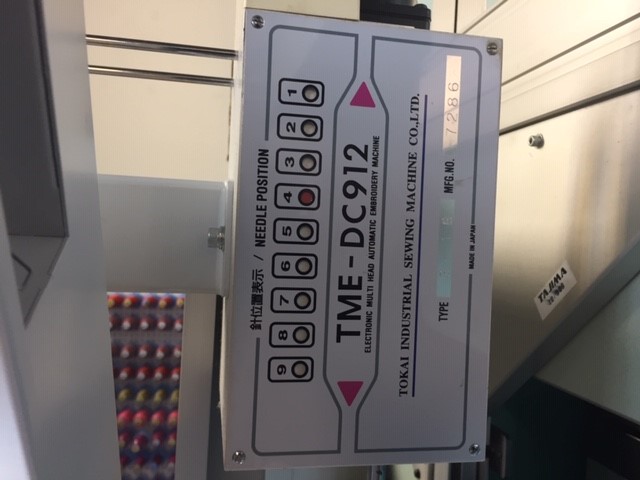 針位置表示 / NEEDLE POSITION
9 8 7 6 5 4 3 2 1
TME-DC912
ELECTRONIC MULTI HEAD AUTOMATIC EMBROIDERY MACHINE
TOKAI INDUSTRIAL SEWING MACHINE CO.,LTD.
TYPE
MFG.NO. 7286
MADE IN JAPAN
TAJIMA